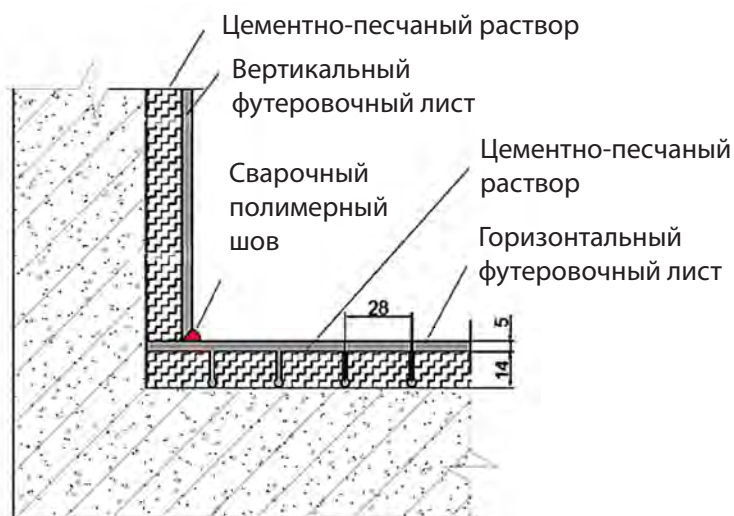 Цементно-песчаный раствор
Вертикальный
футеровочный лист
Сварочный
полимерный
шов
Цементно-песчаный
раствор
Горизонтальный
футеровочный лист
28
5
14